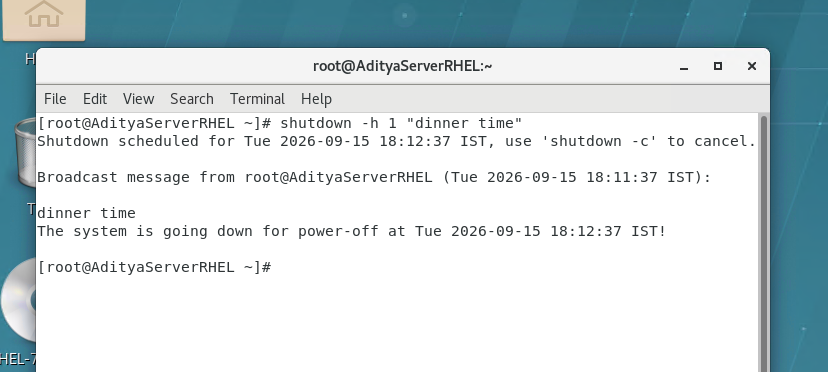 root@AdityaServerRHEL:~
File Edit View Search Terminal Help
[root@AdityaServerRHEL ~]# shutdown -h 1 "dinner time"
Shutdown scheduled for Tue 2026-09-15 18:12:37 IST, use 'shutdown -c' to cancel.
Broadcast message from root@AdityaServerRHEL (Tue 2026-09-15 18:11:37 IST):
dinner time
The system is going down for power-off at Tue 2026-09-15 18:12:37 IST!
[root@AdityaServerRHEL ~]#
H
T
HEL-7